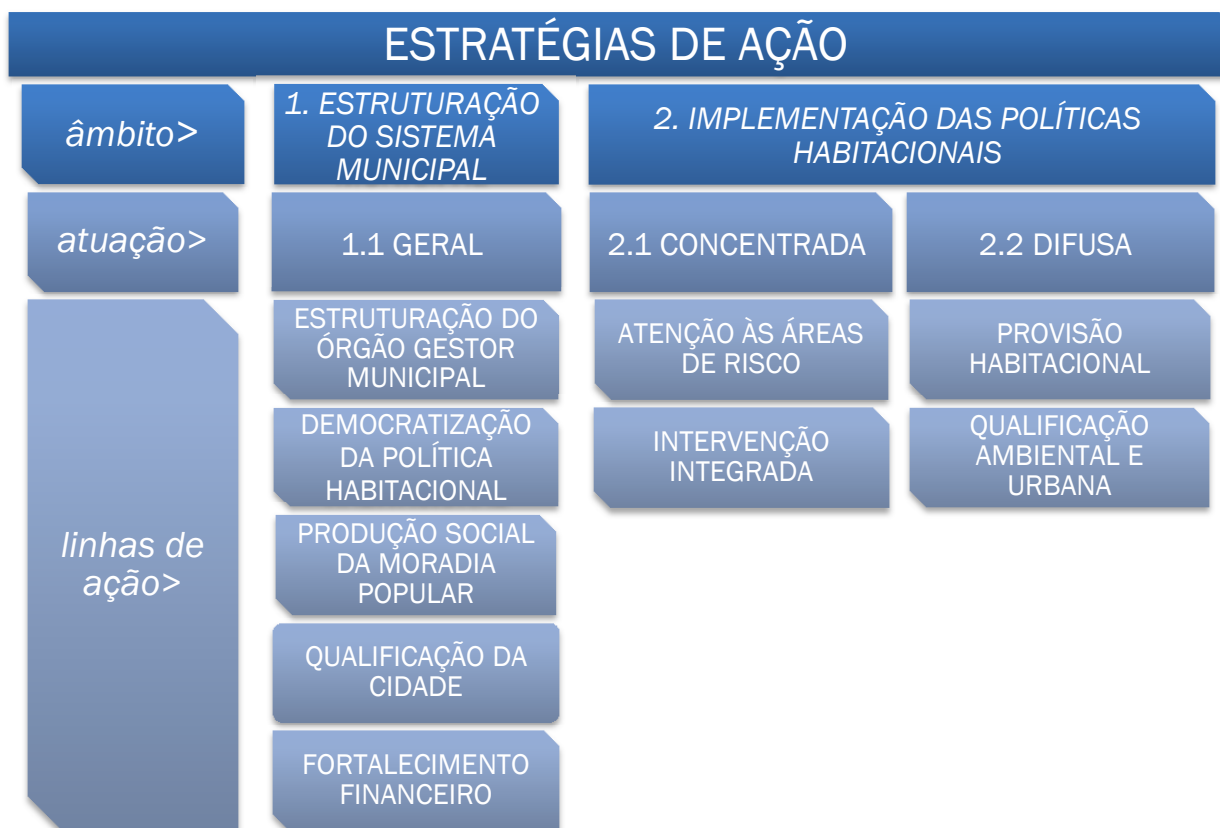 ESTRATÉGIAS DE AÇÃO
âmbito>
1. ESTRUTURAÇÃO
DO SISTEMA
MUNICIPAL
2. IMPLEMENTAÇÃO DAS POLÍTICAS
HABITACIONAIS
atuação>
1.1 GERAL
2.1 CONCENTRADA
2.2 DIFUSA
linhas de
ação>
ESTRUTURAÇÃO DO
ÓRGÃO GESTOR
MUNICIPAL
ATENÇÃO ÀS ÁREAS
DE RISCO
PROVISÃO
HABITACIONAL
DEMOCRATIZAÇÃO
DA POLÍTICA
HABITACIONAL
INTERVENÇÃO
INTEGRADA
QUALIFICAÇÃO
AMBIENTAL E
URBANA
PRODUÇÃO SOCIAL
DA MORADIA
POPULAR
QUALIFICAÇÃO DA
CIDADE
FORTALECIMENTO
FINANCEIRO